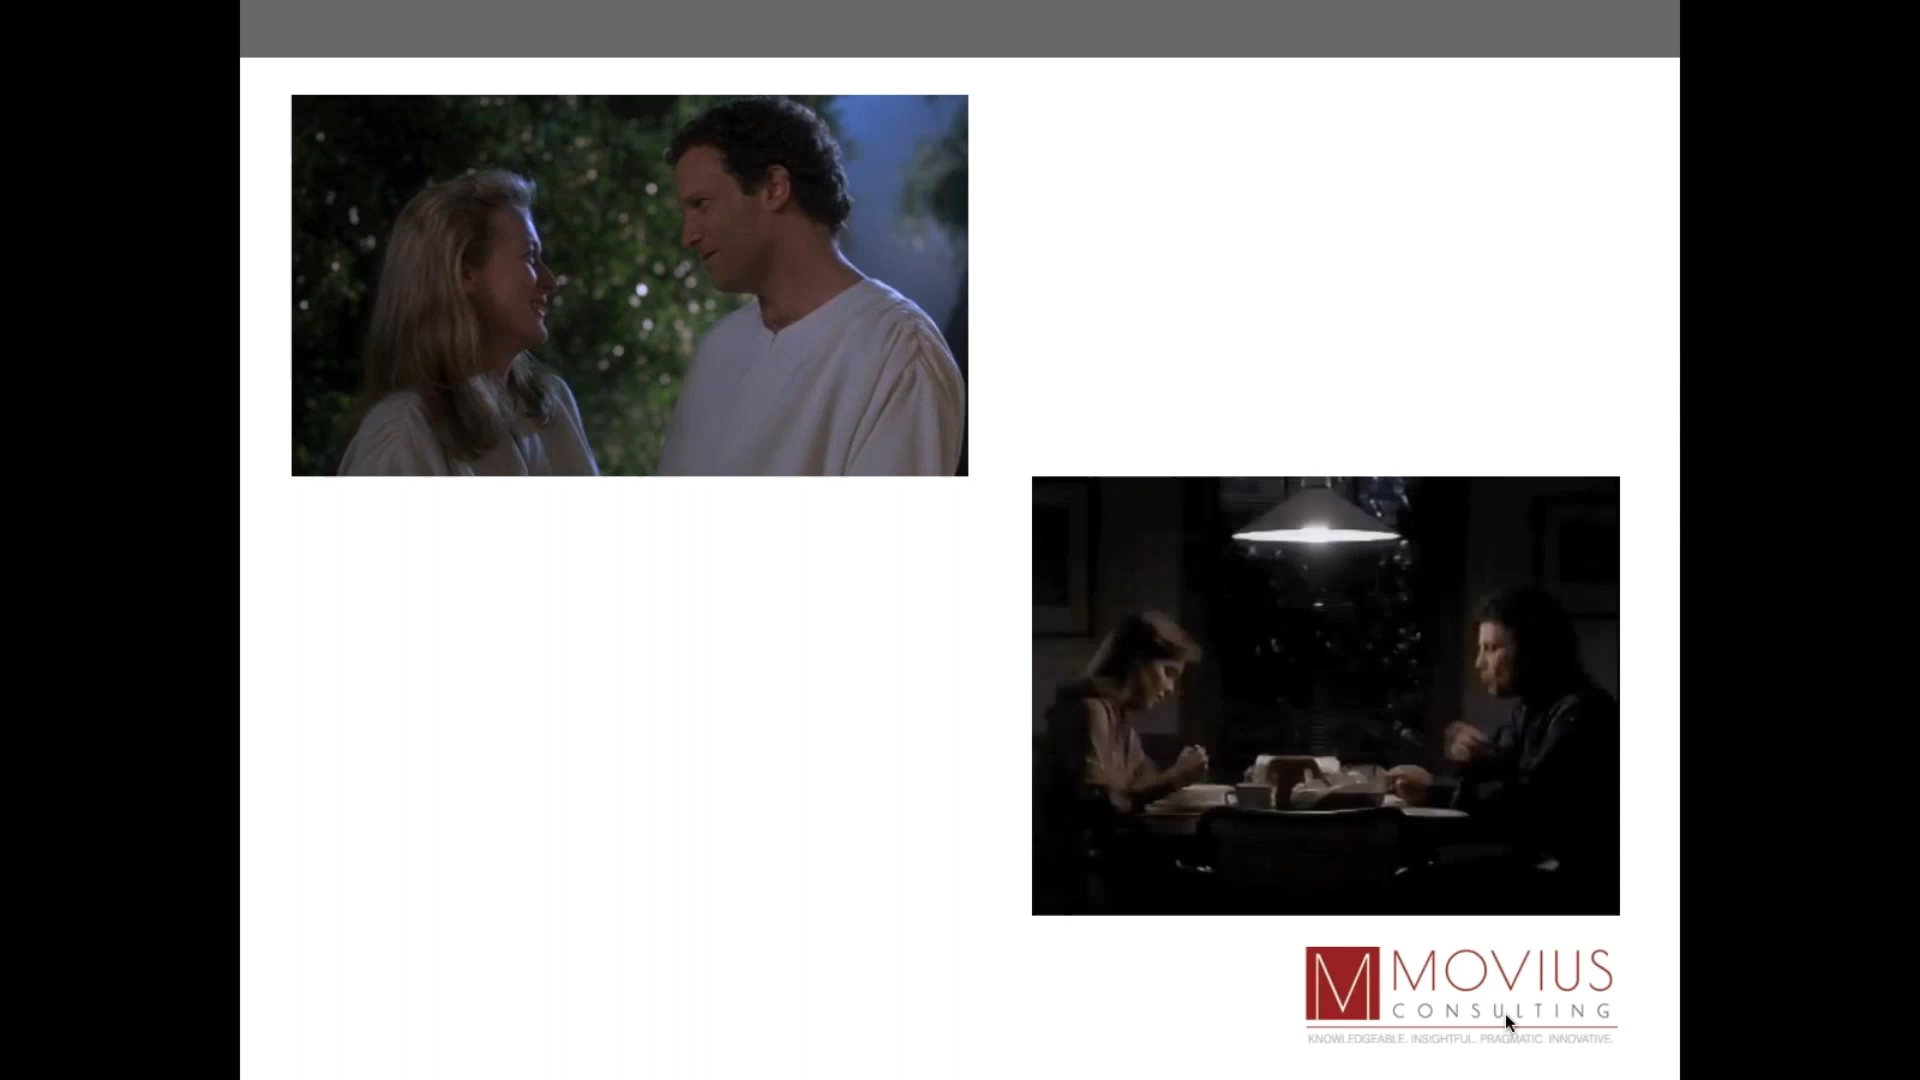 M MOVIUS
CONSULTING
KNOWLEDGEABLE. INSIGHTFUL. PRAGMATIC. INNOVATIVE.